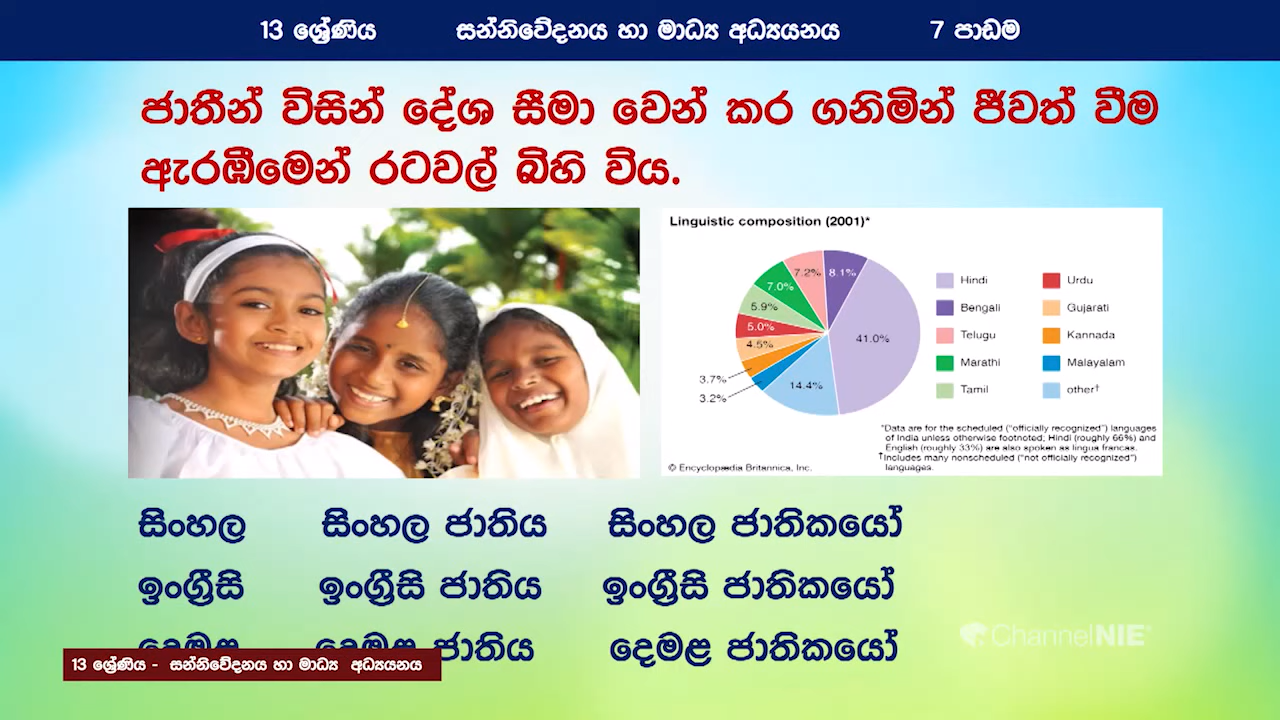 13 ශ්‍රේණිය සන්නිවේදනය හා මාධ්‍ය අධ්‍යයනය 7 පාඩම
ජාතීන් විසින් දේශ සීමා වෙන් කර ගනිමින් ජීවත් වීම
ඇරඹීමෙන් රටවල් බිහි විය.
Linguistic composition (2001)*
8.1%
7.2%
7.0%
5.9%
5.0%
4.5%
3.7%
3.2%
14.4%
41.0%
Hindi Urdu
Bengali Gujarati
Telugu Kannada
Marathi Malayalam
Tamil other†
*Data are for the scheduled ("officially recognized") languages
of India unless otherwise footnoted; Hindi (roughly 66%) and
English (roughly 33%) are also spoken as lingua francas.
†Includes many nonscheduled ("not officially recognized")
languages.
© Encyclopædia Britannica, Inc.
සිංහල සිංහල ජාතිය සිංහල ජාතිකයෝ
ඉංග්‍රීසි ඉංග්‍රීසි ජාතිය ඉංග්‍රීසි ජාතිකයෝ
දෙමළ දෙමළ ජාතිය දෙමළ ජාතිකයෝ
Channel NIE
13 ශ්‍රේණිය - සන්නිවේදනය හා මාධ්‍ය අධ්‍යයනය